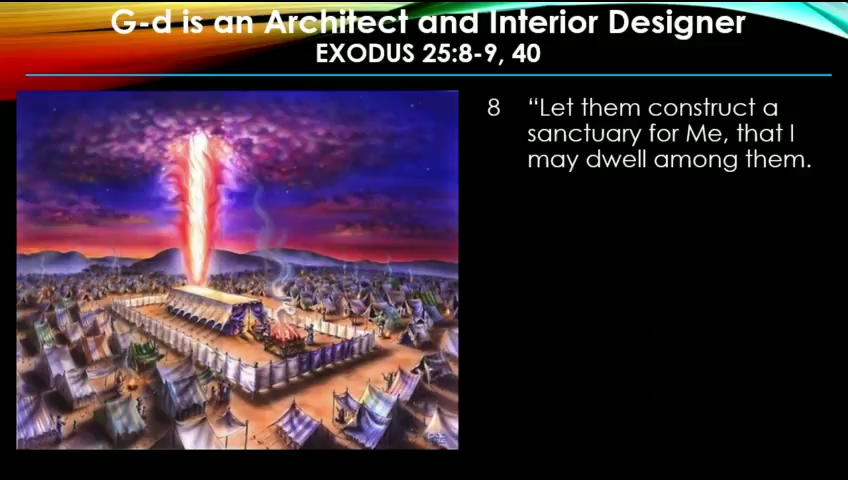 G-d is an Architect and Interior Designer
EXODUS 25:8-9, 40
8 “Let them construct a
sanctuary for Me, that I
may dwell among them.